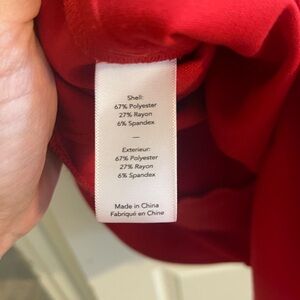 Shell:
67% Polyester
27% Rayon
6% Spandex
—
Exterieur:
67% Polyester
27% Rayon
6% Spandex
Made in China
Fabriqué en Chine